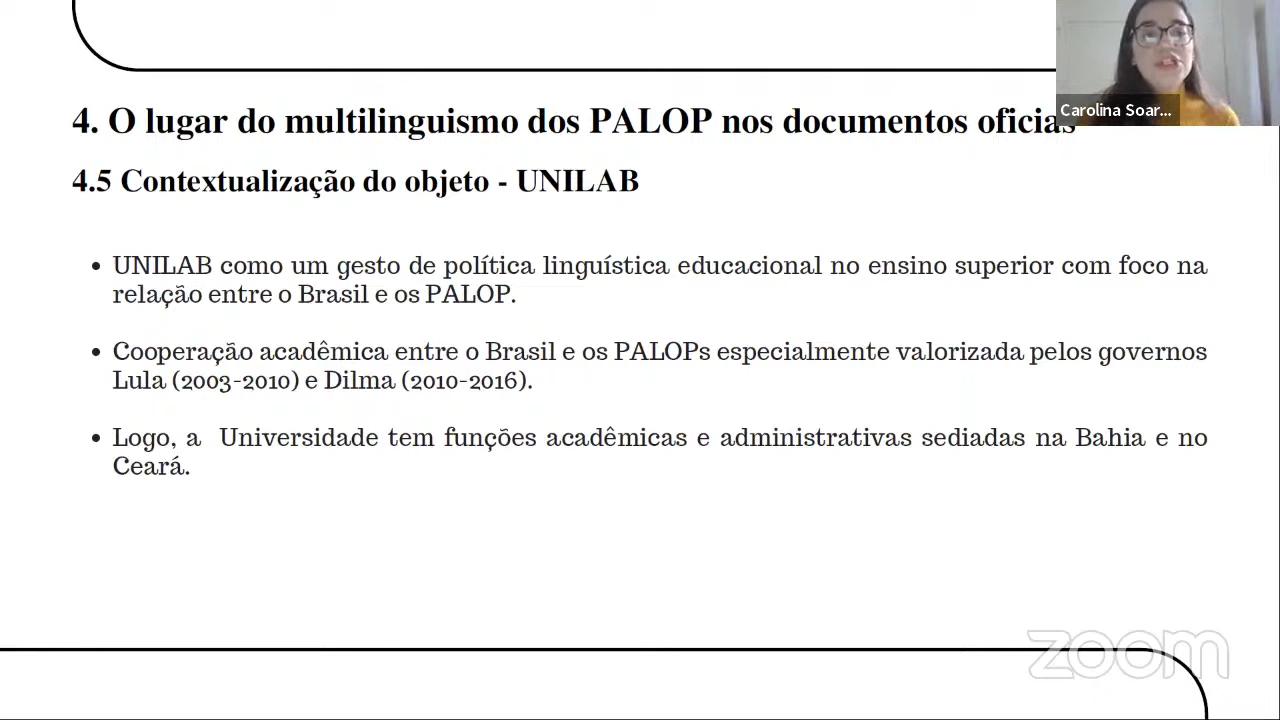 4. O lugar do multilinguismo dos PALOP nos documentos oficias
Carolina Soar...
4.5 Contextualização do objeto - UNILAB
• UNILAB como um gesto de política linguística educacional no ensino superior com foco na
relação entre o Brasil e os PALOP.
• Cooperação acadêmica entre o Brasil e os PALOPs especialmente valorizada pelos governos
Lula (2003-2010) e Dilma (2010-2016).
• Logo, a Universidade tem funções acadêmicas e administrativas sediadas na Bahia e no
Ceará.
zoom